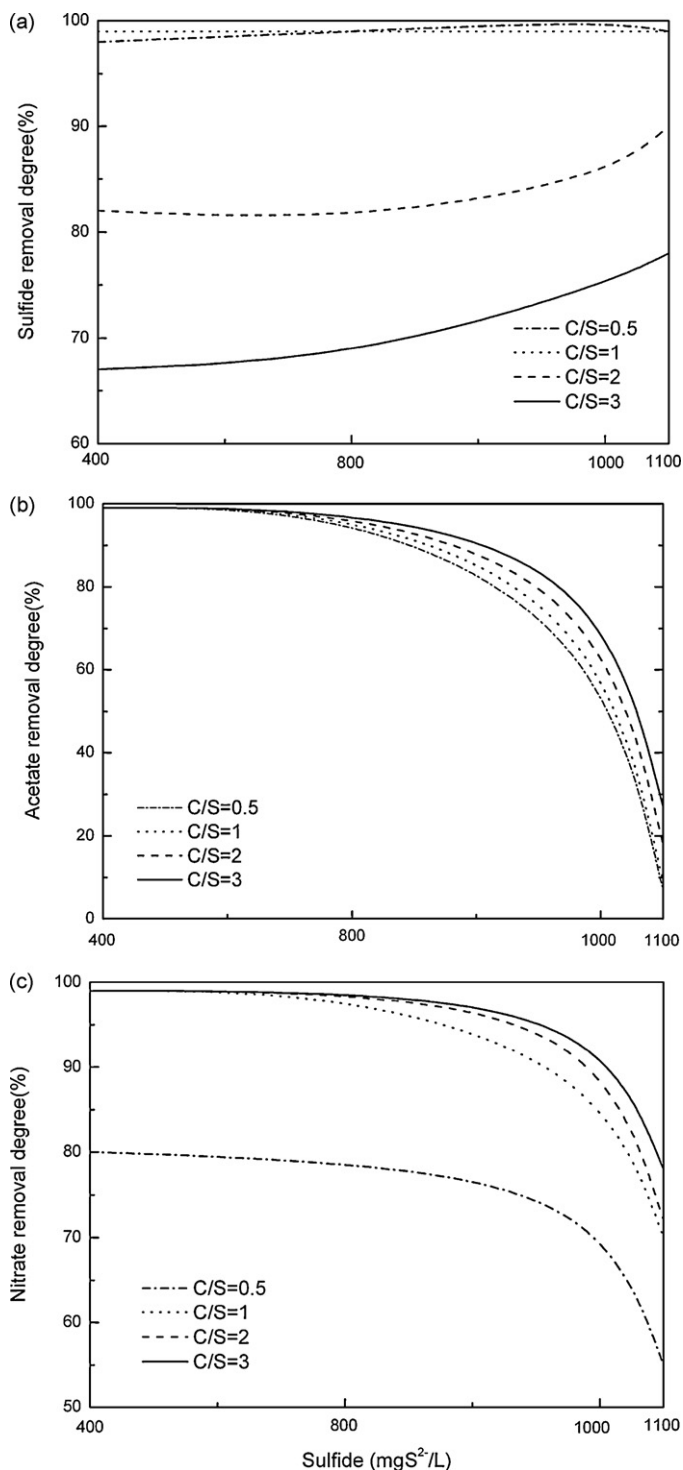 (a)
100
90
80
70
60
Sulfide removal degree(%)
C/S=0.5
C/S=1
C/S=2
C/S=3
400
800
1000
1100
(b)
100
80
60
40
20
0
Acetate removal degree(%)
C/S=0.5
C/S=1
C/S=2
C/S=3
400
800
1000
1100
(c)
100
90
80
70
60
50
Nitrate removal degree(%)
C/S=0.5
C/S=1
C/S=2
C/S=3
400
800
1000
1100
Sulfide (mgS²⁻/L)